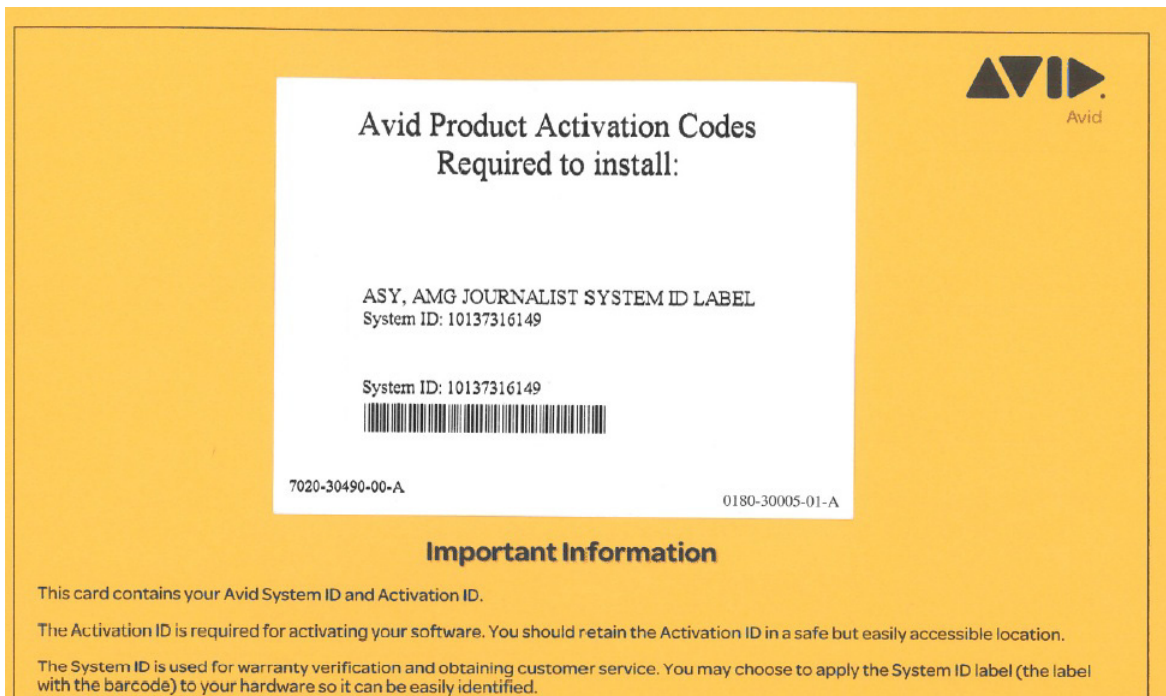 AVID.
Avid
Avid Product Activation Codes
Required to install:
ASY, AMG JOURNALIST SYSTEM ID LABEL
System ID: 10137316149
System ID: 10137316149
7020-30490-00-A
0180-30005-01-A
Important Information
This card contains your Avid System ID and Activation ID.
The Activation ID is required for activating your software. You should retain the Activation ID in a safe but easily accessible location.
The System ID is used for warranty verification and obtaining customer service. You may choose to apply the System ID label (the label
with the barcode) to your hardware so it can be easily identified.